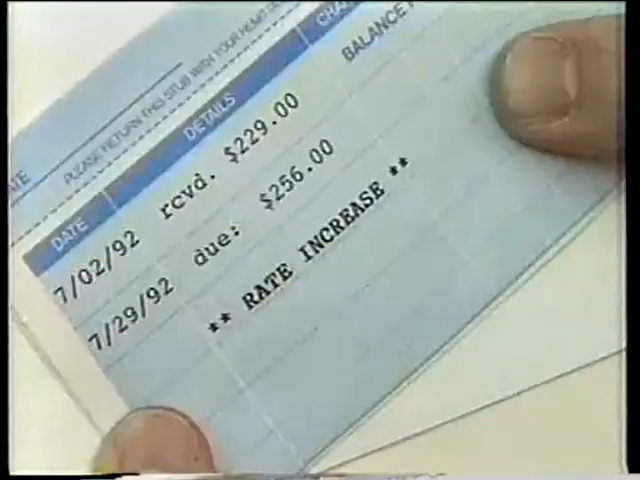 PLEASE RETURN THIS STUB WITH YOUR REMIT
DATE DETAILS
BALANCE
7/02/92 rcvd. $229.00
7/29/92 due: $256.00
** RATE INCREASE **